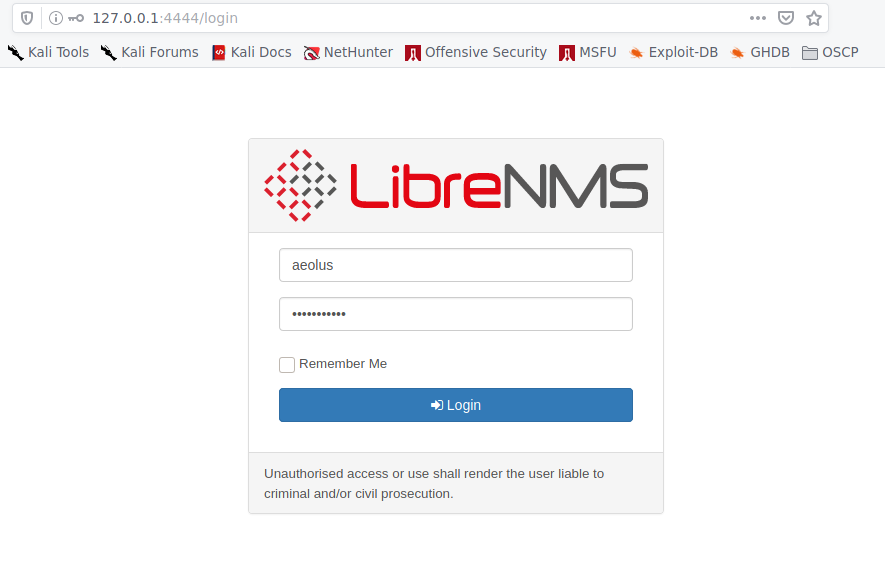 127.0.0.1:4444/login
Kali Tools Kali Forums Kali Docs NetHunter Offensive Security MSFU Exploit-DB GHDB OSCP
LibreNMS
aeolus
•••••••••••
Remember Me
Login
Unauthorised access or use shall render the user liable to
criminal and/or civil prosecution.